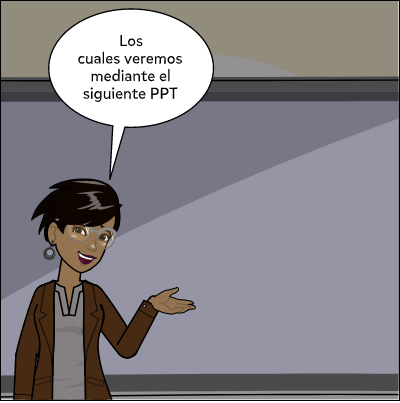 Los
cuales veremos
mediante el
siguiente PPT